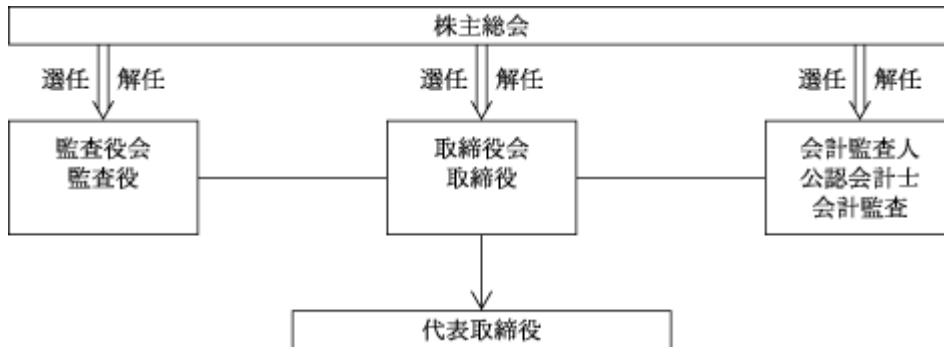 株主総会
選任 解任
選任 解任
選任 解任
監査役会
監査役
取締役会
取締役
会計監査人
公認会計士
会計監査
代表取締役